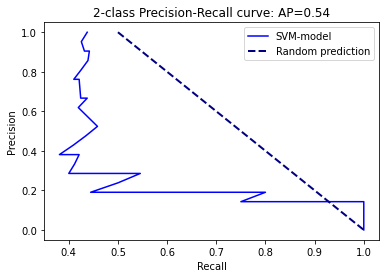 2-class Precision-Recall curve: AP=0.54
SVM-model
Random prediction
Precision
1.0
0.8
0.6
0.4
0.2
0.0
0.4 0.5 0.6 0.7 0.8 0.9 1.0
Recall